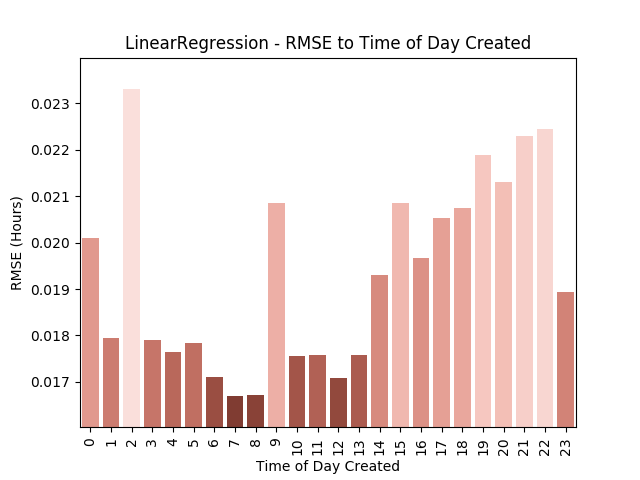 LinearRegression - RMSE to Time of Day Created
RMSE (Hours)
0.023
0.022
0.021
0.020
0.019
0.018
0.017
0 1 2 3 4 5 6 7 8 9 10 11 12 13 14 15 16 17 18 19 20 21 22 23
Time of Day Created